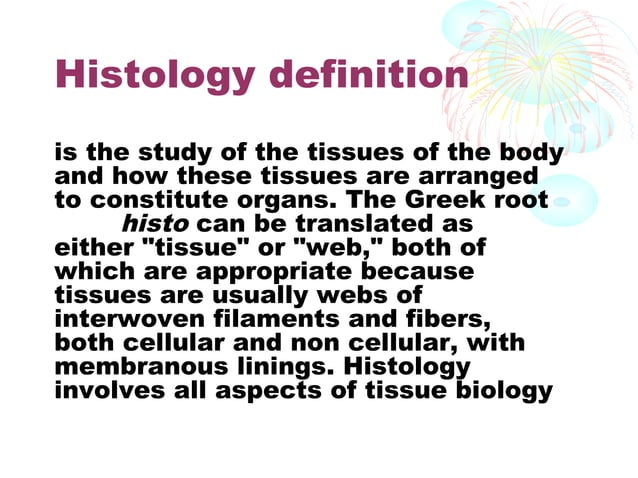 Histology definition
is the study of the tissues of the body
and how these tissues are arranged
to constitute organs. The Greek root
histo can be translated as
either "tissue" or "web," both of
which are appropriate because
tissues are usually webs of
interwoven filaments and fibers,
both cellular and non cellular, with
membranous linings. Histology
involves all aspects of tissue biology